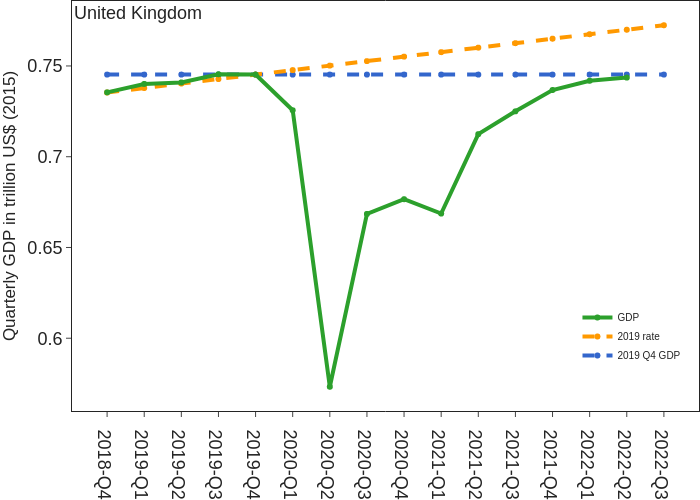 United Kingdom
Quarterly GDP in trillion US$ (2015)
0.75
0.7
0.65
0.6
GDP
2019 rate
2019 Q4 GDP
2018-Q4
2019-Q1
2019-Q2
2019-Q3
2019-Q4
2020-Q1
2020-Q2
2020-Q3
2020-Q4
2021-Q1
2021-Q2
2021-Q3
2021-Q4
2022-Q1
2022-Q2
2022-Q3